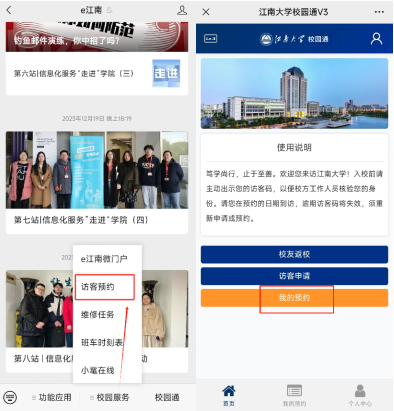 e江南
钓鱼邮件演练，你中招了吗？
第六站|信息化服务“走进”学院（三）
走进
2023年12月19日 晚上18:19
第七站|信息化服务“走进”学院（四）
e江南微门户
访客预约
维修任务
班车时刻表
小鼋在线
第八站 | 信息化
动
功能应用
校园服务
校园通
江南大学校园通V3
江南大学 校园通
使用说明
笃学尚行，止于至善。欢迎您来访江南大学！入校前请
主动出示您的访客码，以便校方工作人员核验您的身
份。请您在预约的日期到访，逾期访客码将失效，须重
新申请或预约。
校友返校
访客申请
我的预约
首页
我的预约
个人中心